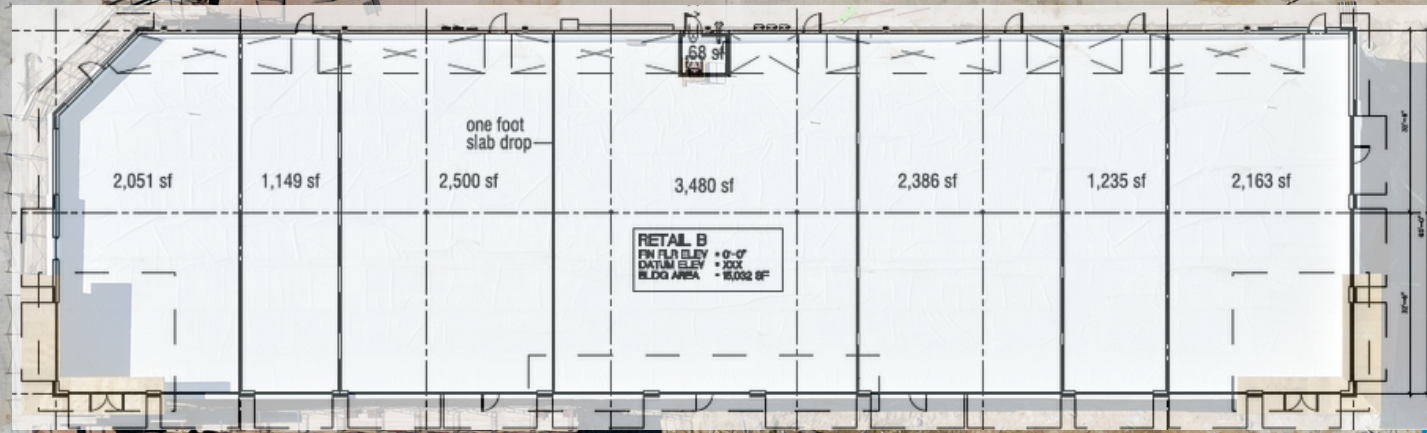 68 sf
one foot
slab drop
2,051 sf
1,149 sf
2,500 sf
3,480 sf
2,386 sf
1,235 sf
2,163 sf
RETAIL B
FIN FLR ELEV = 0'-0"
DATUM ELEV = XXX
BLDG AREA = 15,032 SF